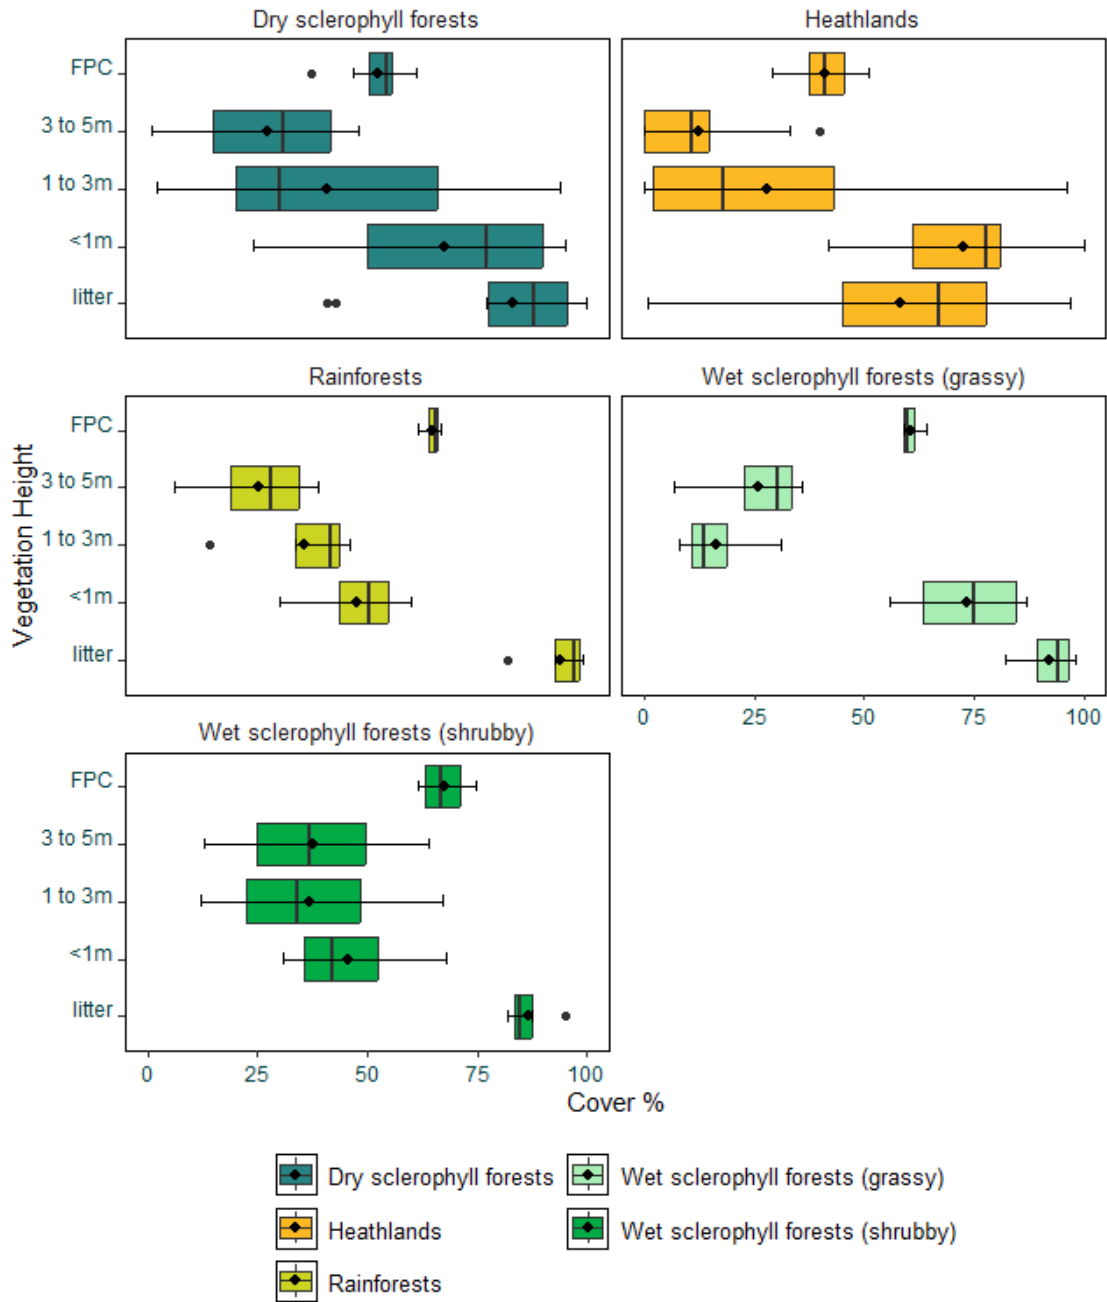 Dry sclerophyll forests
Heathlands
FPC
3 to 5m
1 to 3m
<1m
litter
Rainforests
Wet sclerophyll forests (grassy)
Vegetation Height
FPC
3 to 5m
1 to 3m
<1m
litter
0 25 50 75 100
Wet sclerophyll forests (shrubby)
FPC
3 to 5m
1 to 3m
<1m
litter
0 25 50 75 100
Cover %
Dry sclerophyll forests
Wet sclerophyll forests (grassy)
Heathlands
Wet sclerophyll forests (shrubby)
Rainforests